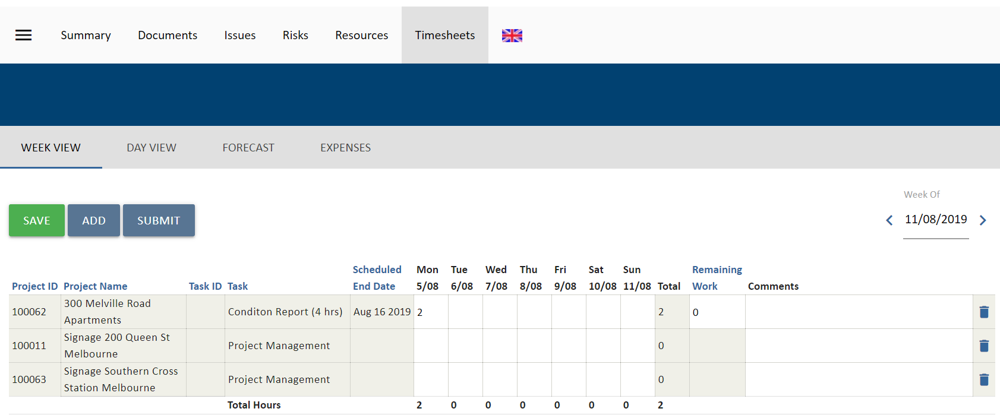 Summary Documents Issues Risks Resources Timesheets
WEEK VIEW DAY VIEW FORECAST EXPENSES
Week Of
SAVE ADD SUBMIT 11/08/2019
Scheduled Mon Tue Wed Thu Fri Sat Sun Remaining
Project ID Project Name Task ID Task End Date 5/08 6/08 7/08 8/08 9/08 10/08 11/08 Total Work Comments
300 Melville Road
100062 Conditon Report (4 hrs) Aug 16 2019 2 2 0
Apartments
Signage 200 Queen St
100011 Project Management 0
Melbourne
Signage Southern Cross
100063 Project Management 0
Station Melbourne
Total Hours 2 0 0 0 0 0 0 2